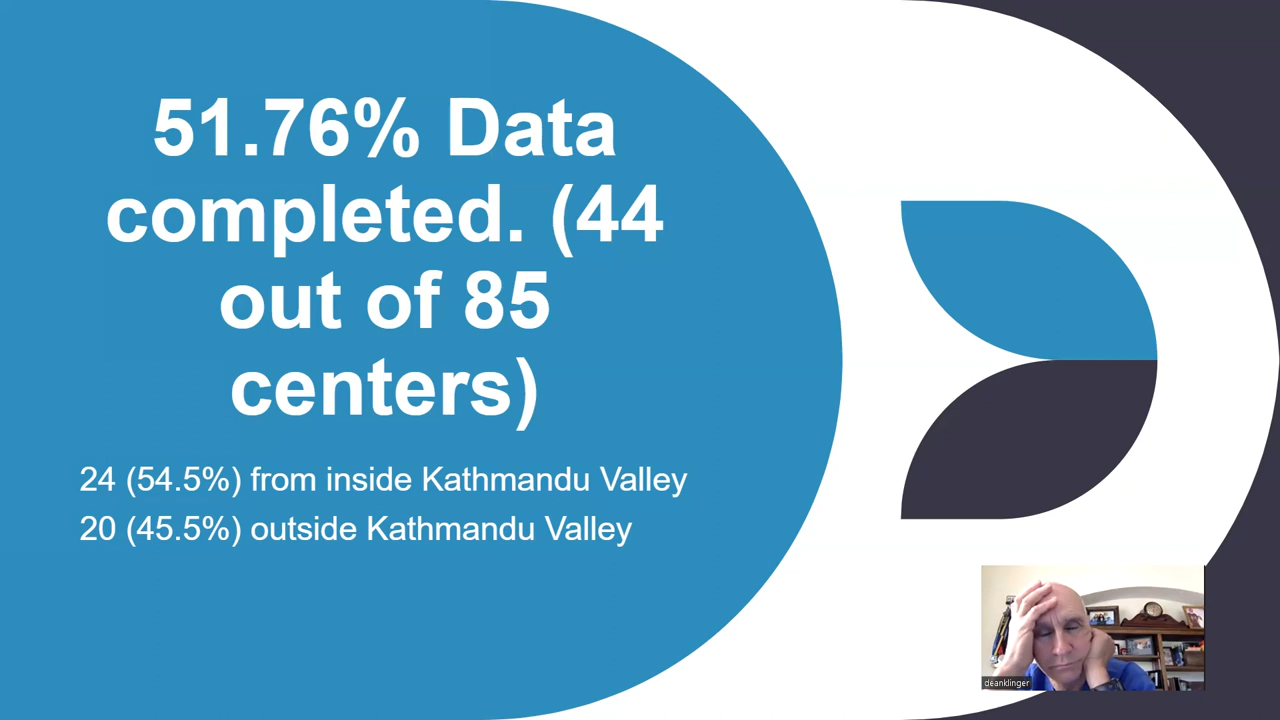 51.76% Data
completed. (44
out of 85
centers)
24 (54.5%) from inside Kathmandu Valley
20 (45.5%) outside Kathmandu Valley
deanklinger